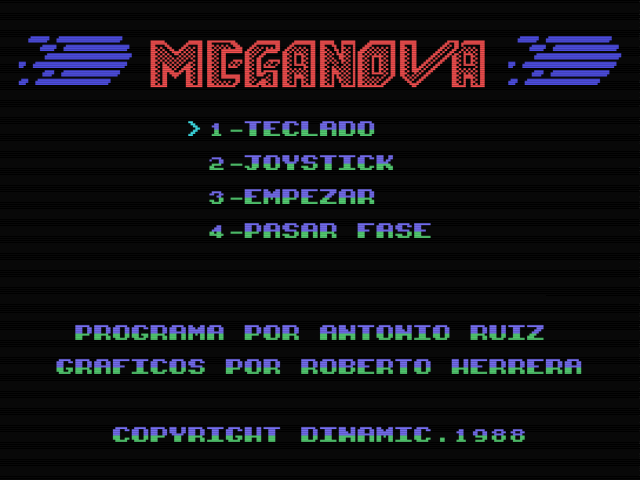 MEGANOVA
> 1-TECLADO
2-JOYSTICK
3-EMPEZAR
4-PASAR FASE
PROGRAMA POR ANTONIO RUIZ
GRAFICOS POR ROBERTO HERRERA
COPYRIGHT DINAMIC.1988